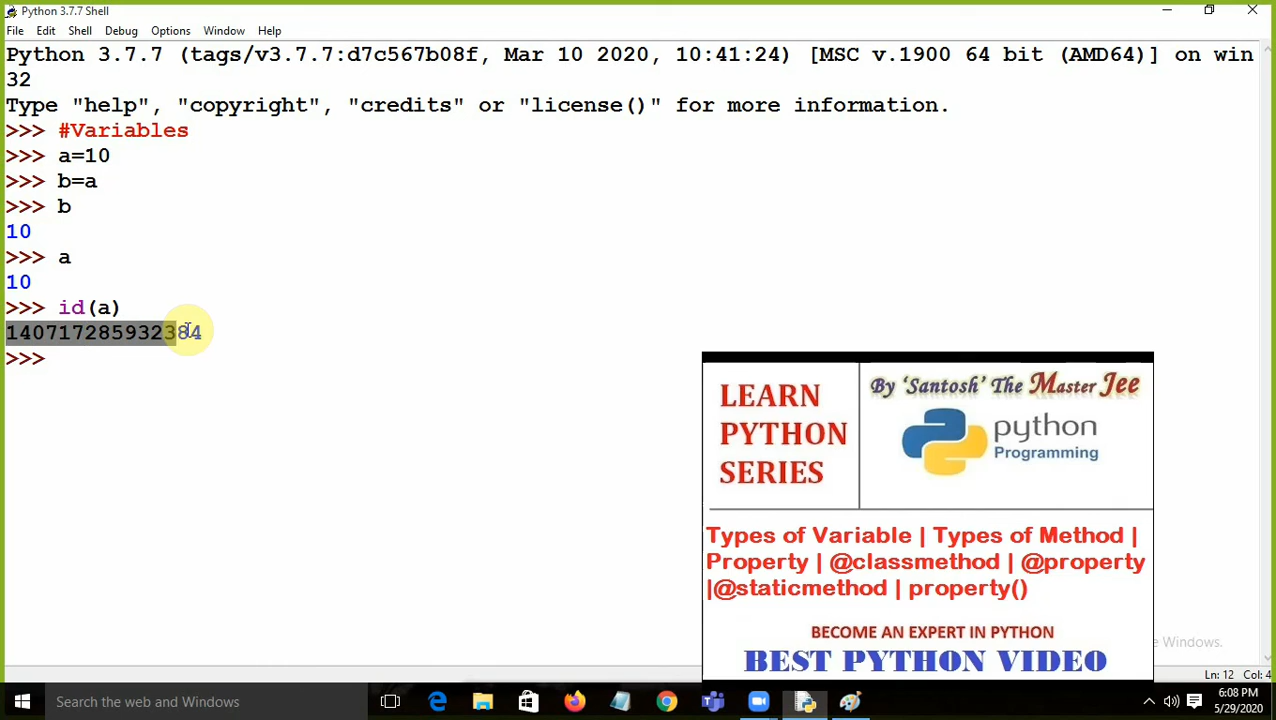 Python 3.7.7 Shell
File Edit Shell Debug Options Window Help
Python 3.7.7 (tags/v3.7.7:d7c567b08f, Mar 10 2020, 10:41:24) [MSC v.1900 64 bit (AMD64)] on win
32
Type "help", "copyright", "credits" or "license()" for more information.
>>> #Variables
>>> a=10
>>> b=a
>>> b
10
>>> a
10
>>> id(a)
140717285932384
>>>
LEARN
PYTHON
SERIES
By 'Santosh' The Master Jee
python
Programming
Types of Variable | Types of Method |
Property | @classmethod | @property
|@staticmethod | property()
BECOME AN EXPERT IN PYTHON
BEST PYTHON VIDEO
e Windows.
Ln: 12 Col: 4
Search the web and Windows
6:08 PM
5/29/2020